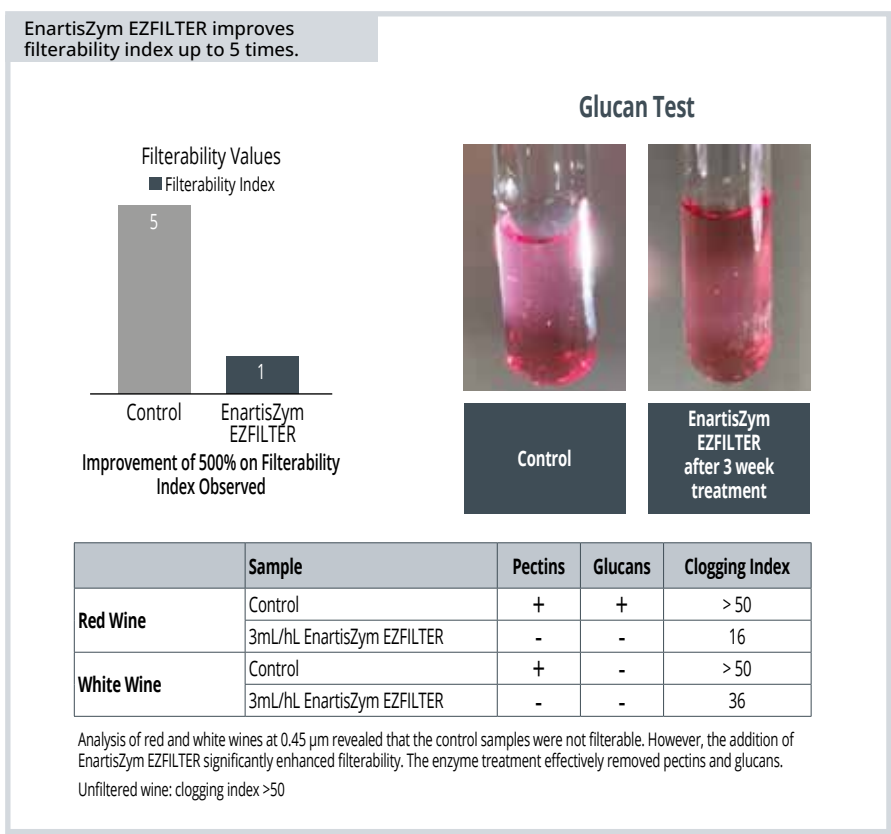 EnartisZym EZFILTER improves
filterability index up to 5 times.
Filterability Values
Filterability Index
5
1
Control
EnartisZym
EZFILTER
Improvement of 500% on Filterability
Index Observed
Glucan Test
Control
EnartisZym
EZFILTER
after 3 week
treatment
Sample Pectins Glucans Clogging Index
Red Wine
Control + + > 50
3mL/hL EnartisZym EZFILTER - - 16
White Wine
Control + - > 50
3mL/hL EnartisZym EZFILTER - - 36
Analysis of red and white wines at 0.45 µm revealed that the control samples were not filterable. However, the addition of
EnartisZym EZFILTER significantly enhanced filterability. The enzyme treatment effectively removed pectins and glucans.
Unfiltered wine: clogging index >50